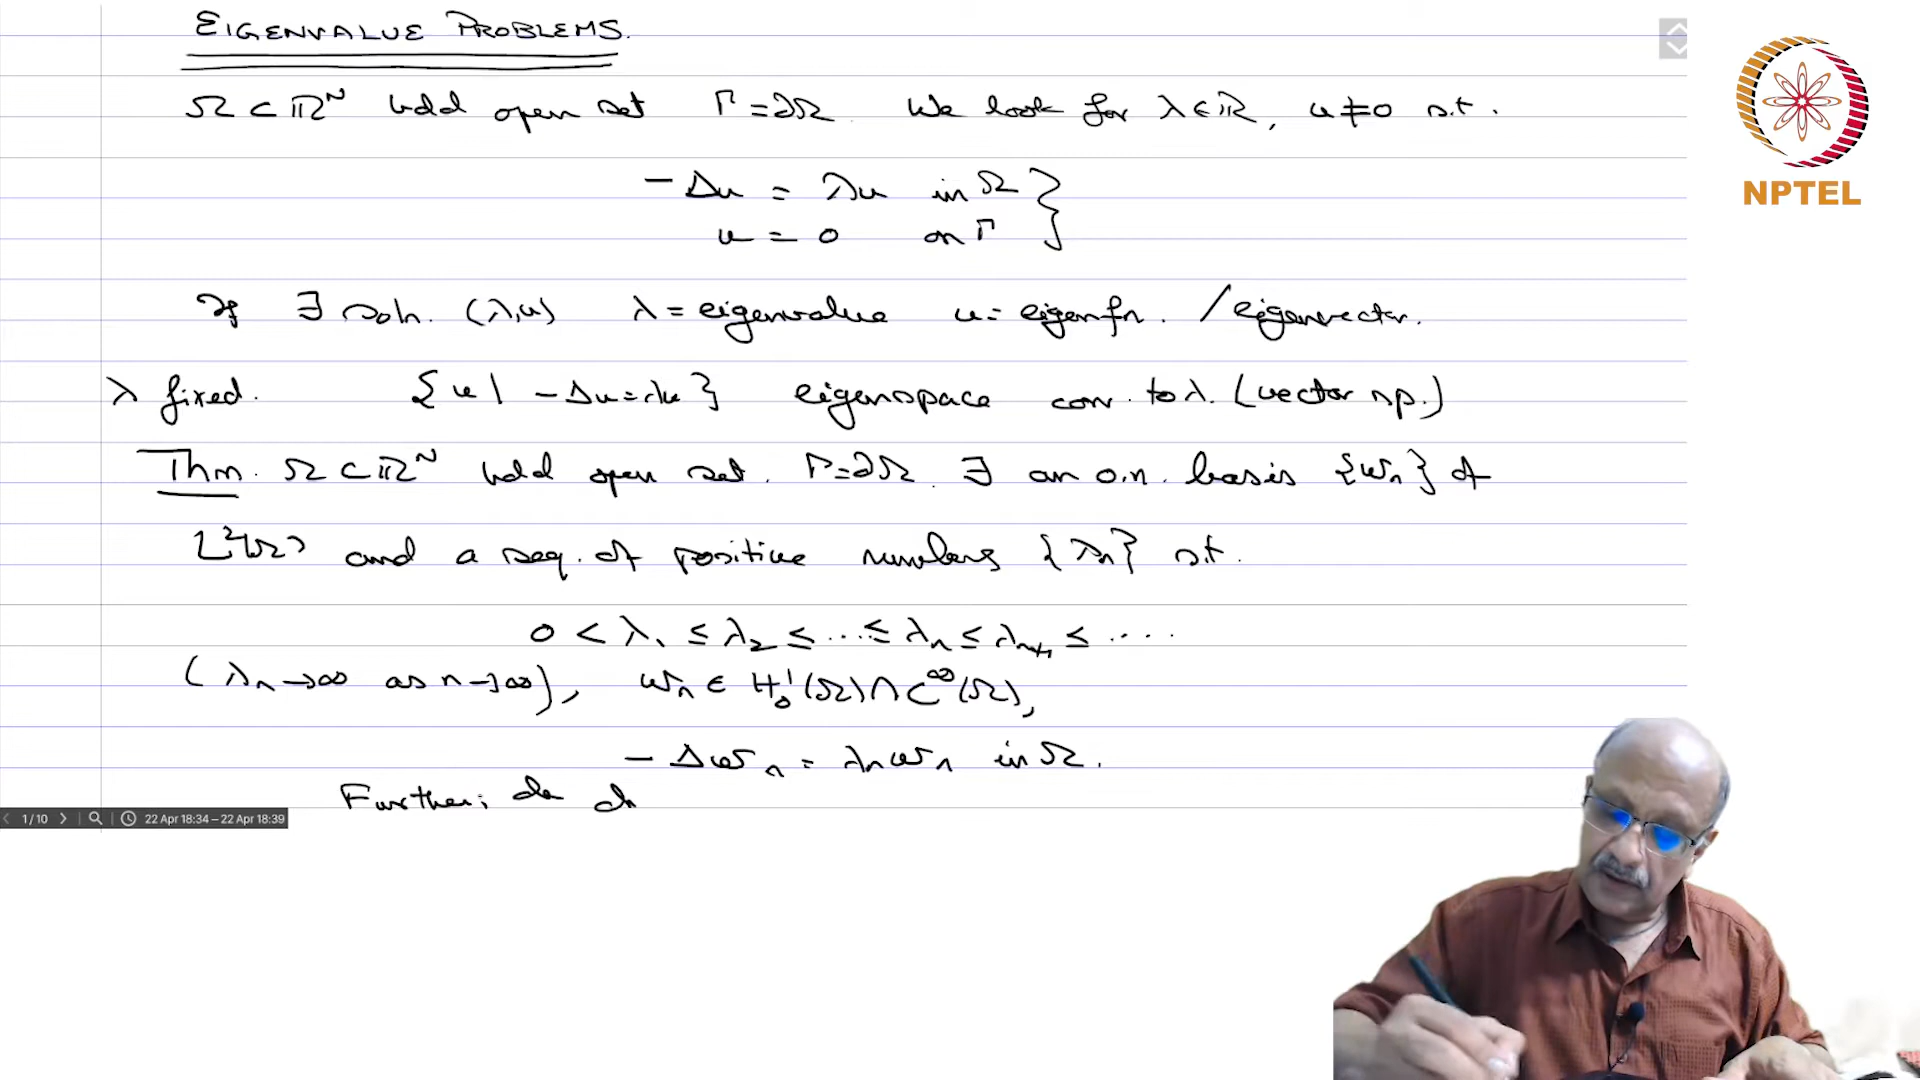 EIGENVALUE PROBLEMS.
Ω ⊂ ℝᴺ bdd open set Γ = ∂Ω. We look for λ ∈ ℝ, u ≠ 0 s.t.
-Δu = λu in Ω }
u = 0 on Γ
If ∃ soln. (λ,u) λ = eigenvalue u = eigenfn. / eigenvector.
λ fixed. {u | -Δu = λu} eigenspace corr. to λ. (vector sp.)
Thm. Ω ⊂ ℝᴺ bdd open set. Γ = ∂Ω. ∃ an o.n. basis {wₙ} of
L²(Ω) and a seq. of positive numbers {λₙ} s.t.
0 < λ₁ ≤ λ₂ ≤ ... ≤ λₙ ≤ λₙ₊₁ ≤ ....
(λₙ → ∞ as n → ∞), wₙ ∈ H₀¹(Ω) ∩ C^∞(Ω),
-Δwₙ = λₙwₙ in Ω.
Further;
1/10 22 Apr 18:34 – 22 Apr 18:39
NPTEL